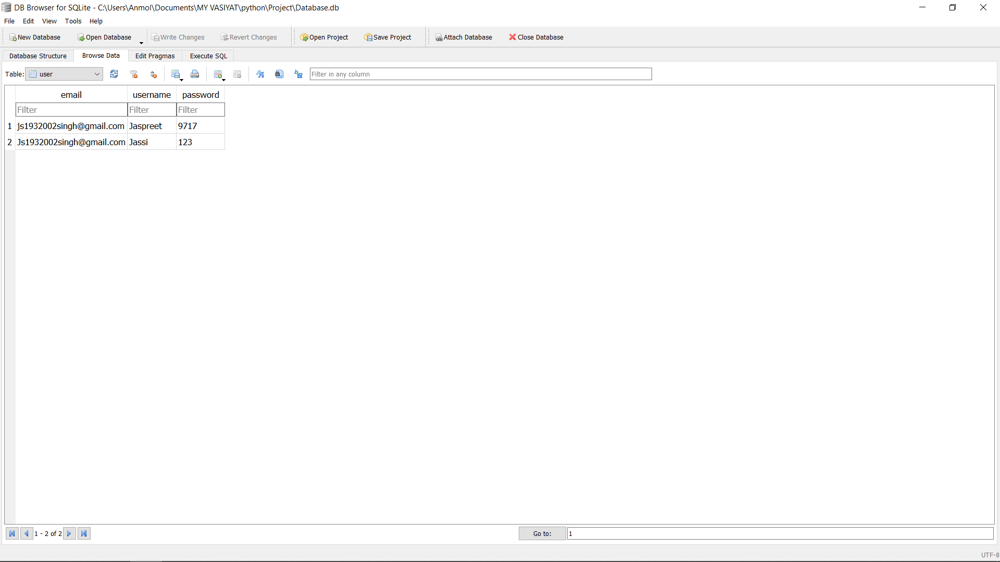 DB Browser for SQLite - C:\Users\Anmol\Documents\MY VASIYAT\python\Project\Database.db
File Edit View Tools Help
New Database Open Database Write Changes Revert Changes Open Project Save Project Attach Database Close Database
Database Structure Browse Data Edit Pragmas Execute SQL
Table: user Filter in any column
email username password
Filter Filter Filter
1 js1932002singh@gmail.com Jaspreet 9717
2 Js1932002singh@gmail.com Jassi 123
1 - 2 of 2 Go to: 1
UTF-8